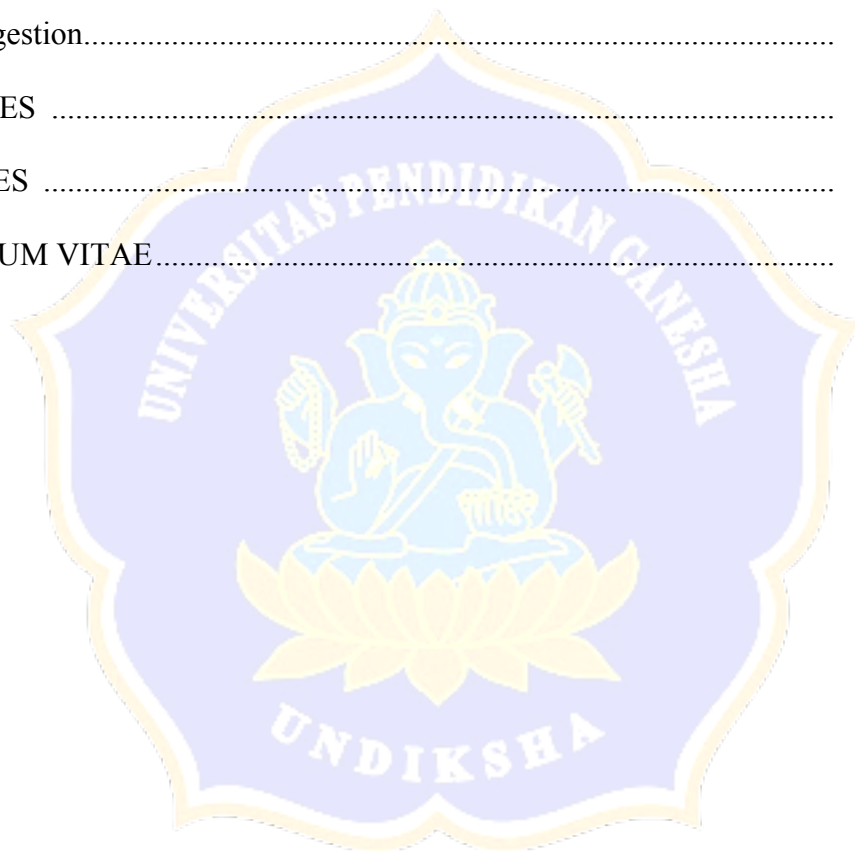 gestion..............................................................................................
ES ..................................................................................................
ES ...................................................................................................
UM VITAE.....................................................................................
UNIVERSITAS PENDIDIKAN GANESHA
UNDIKSHA